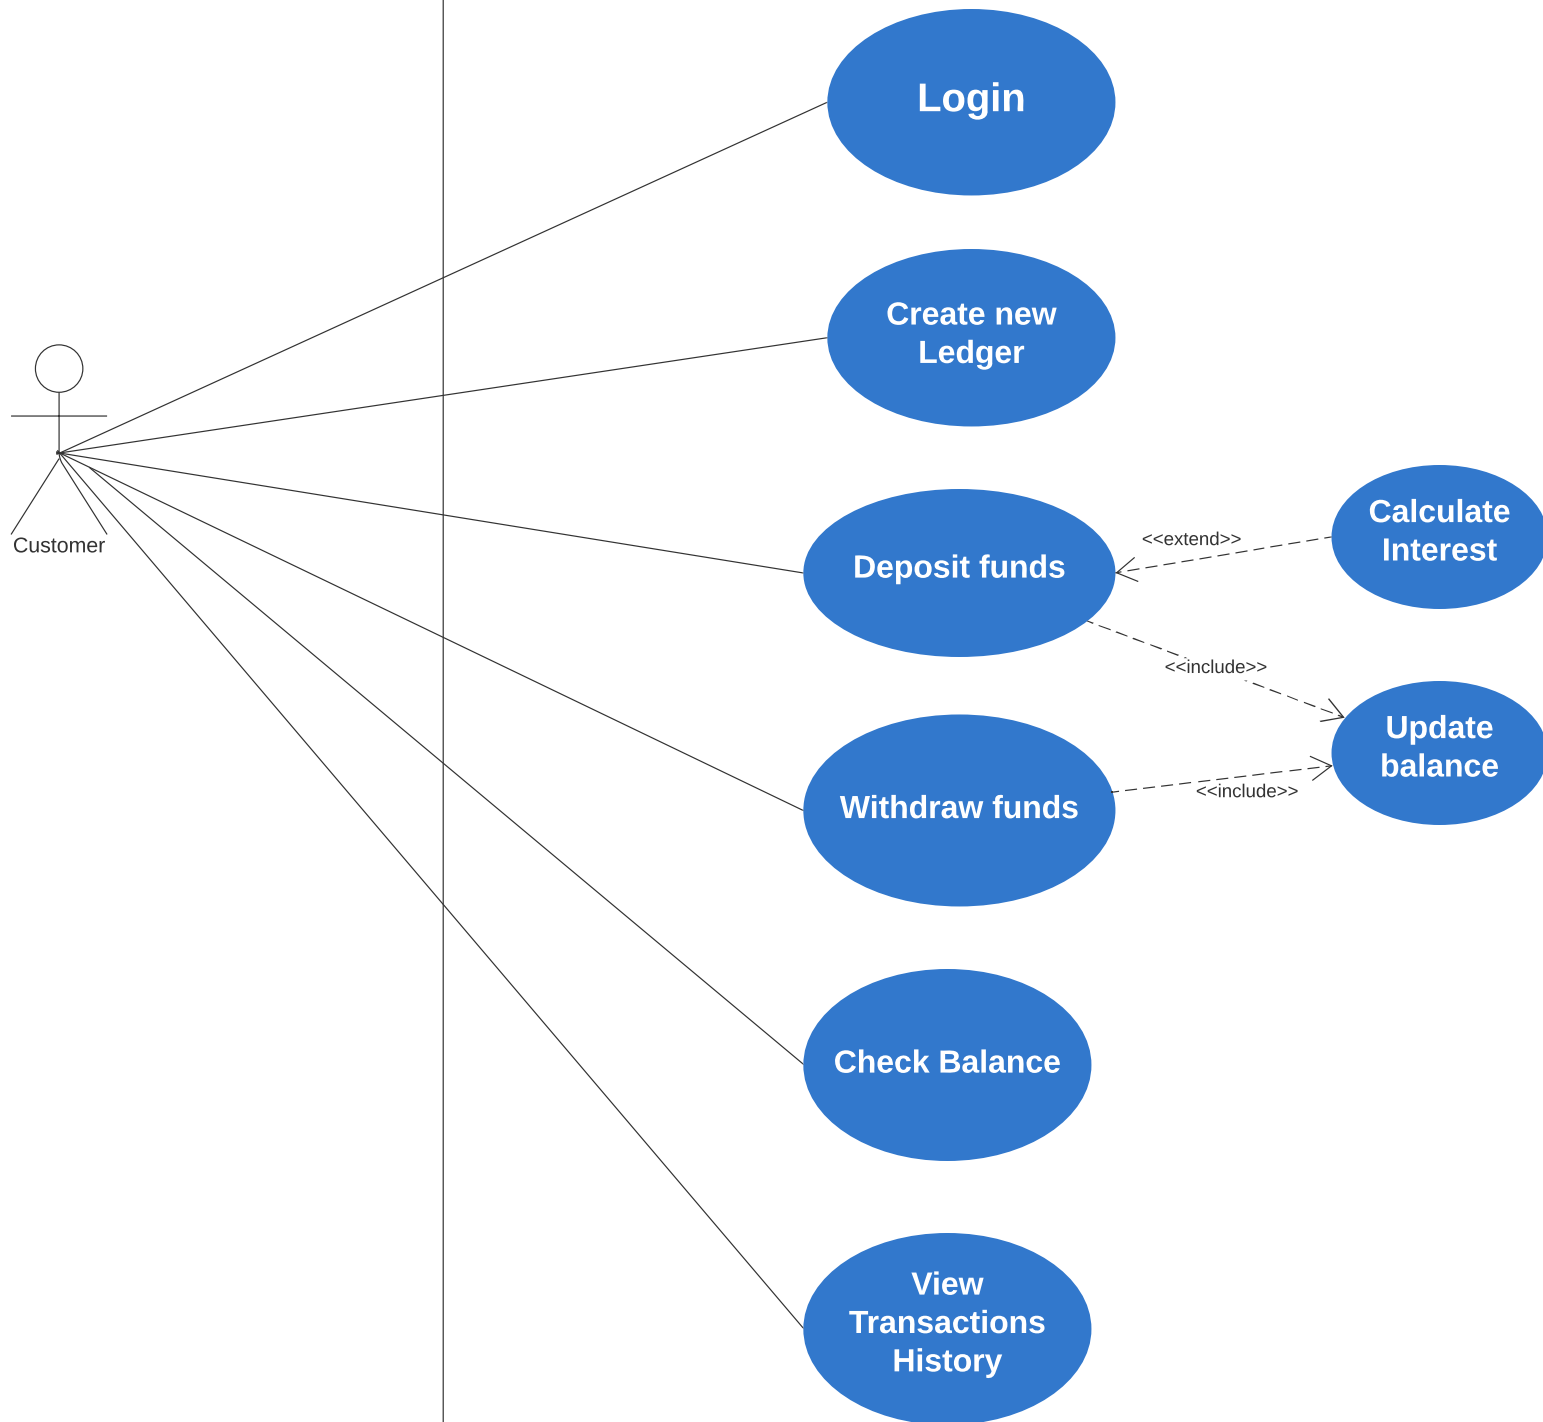 Login
Create new
Ledger
Customer
Deposit funds
<<extend>>
Calculate
Interest
<<include>>
Withdraw funds
<<include>>
Update
balance
Check Balance
View
Transactions
History